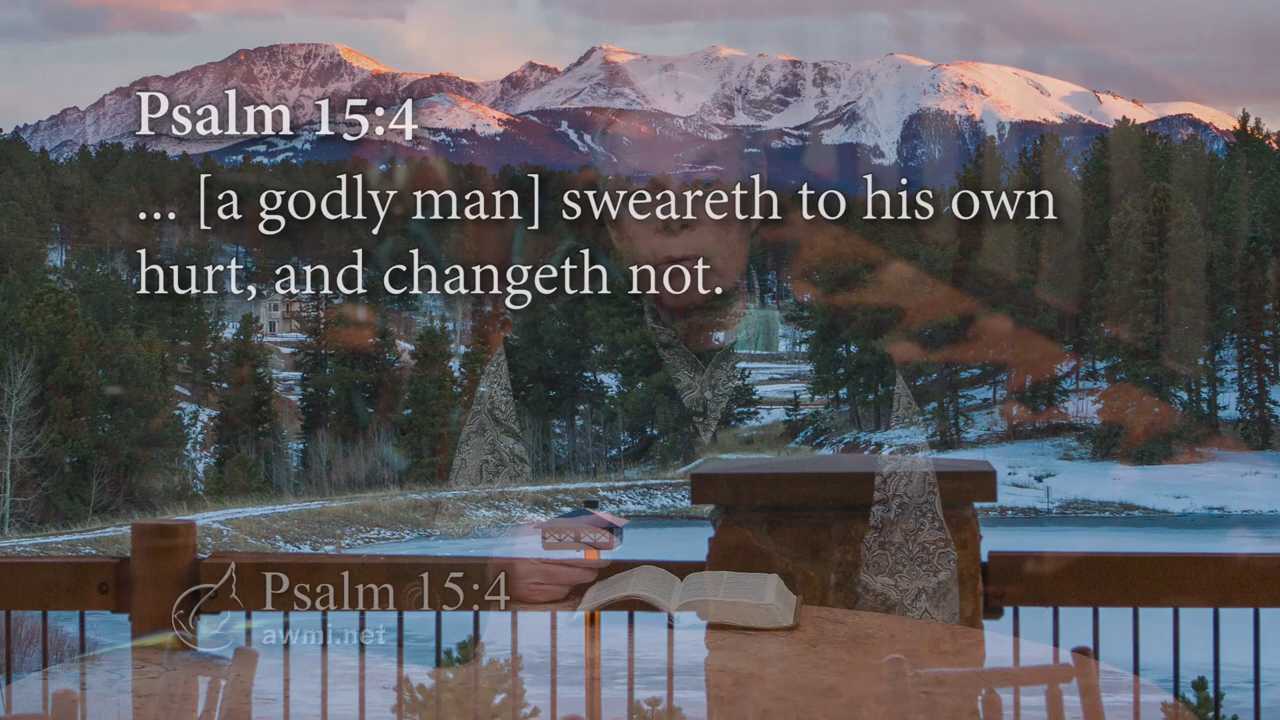 Psalm 15:4
... [a godly man] sweareth to his own
hurt, and changeth not.
Psalm 15:4
awmi.net